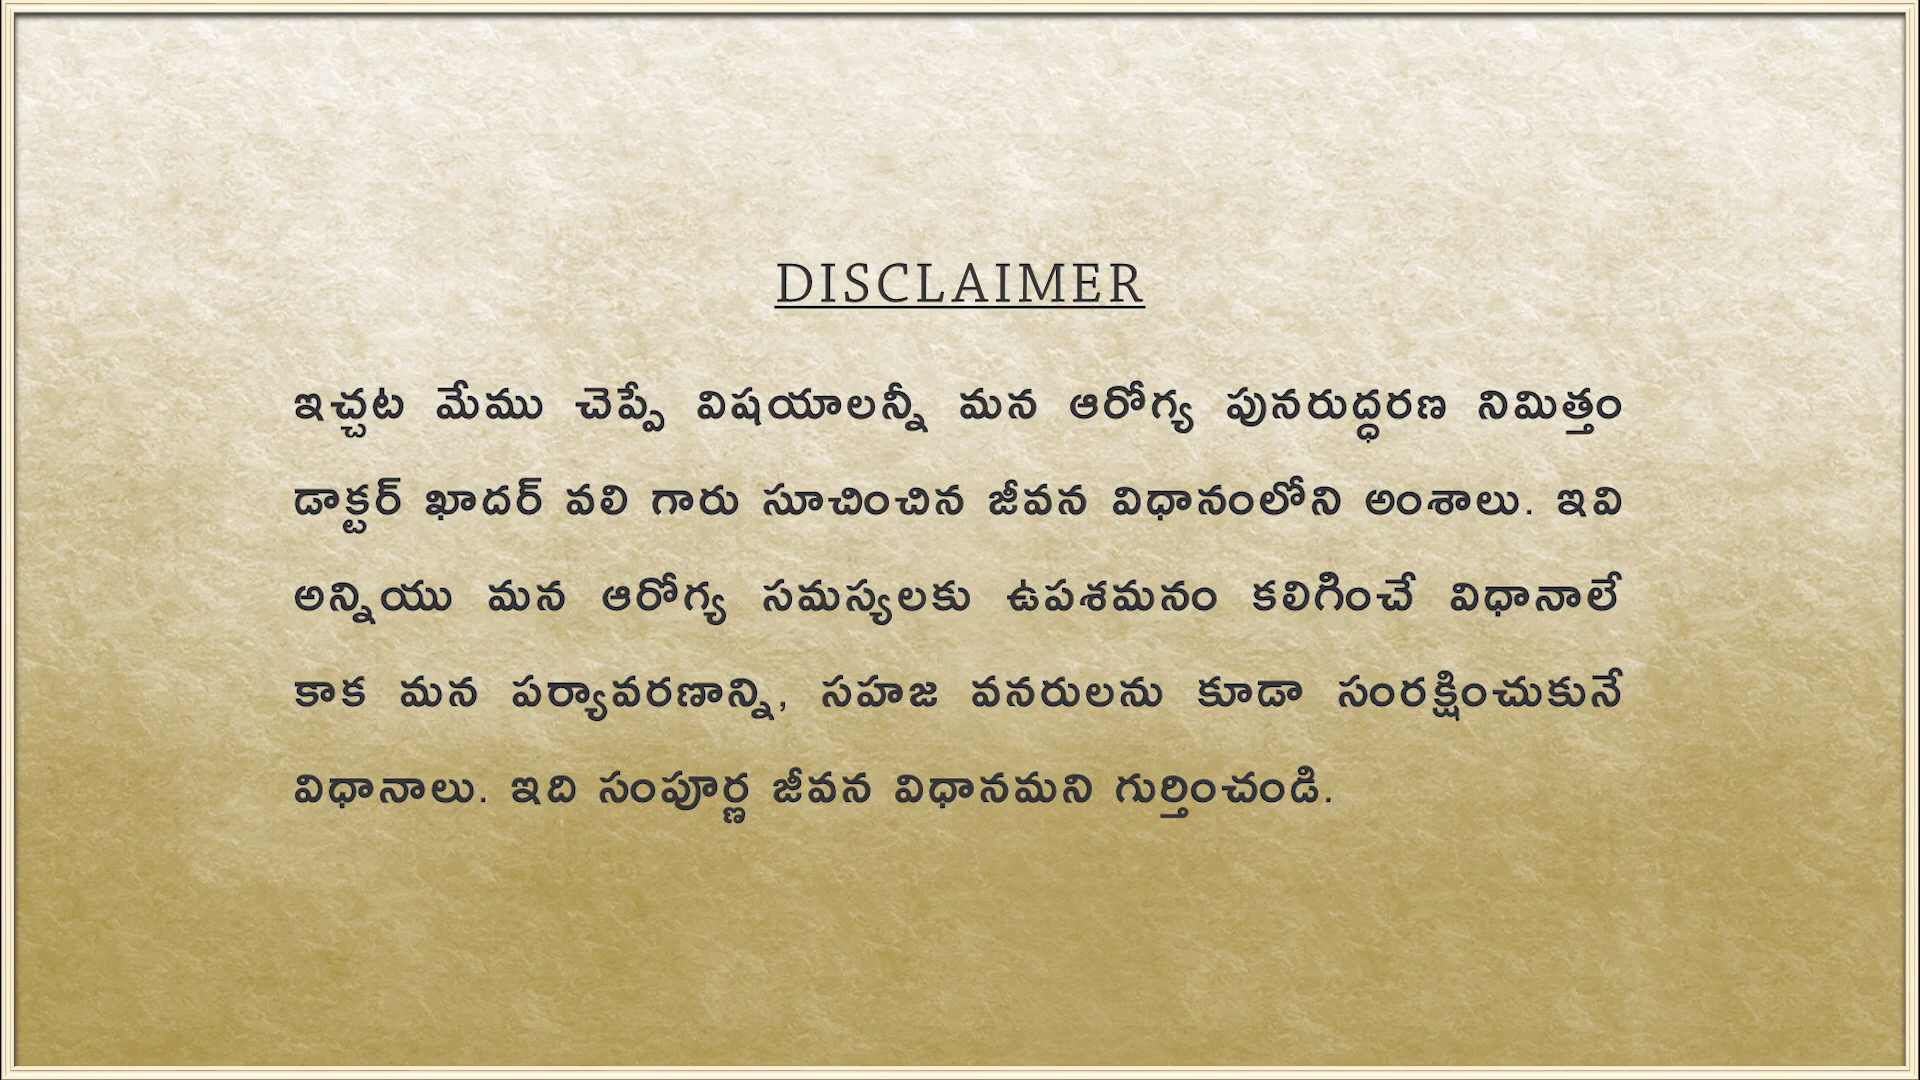 DISCLAIMER
ఇచ్చట మేము చెప్పే విషయాలన్నీ మన ఆరోగ్య పునరుద్ధరణ నిమిత్తం
డాక్టర్ ఖాదర్ వలి గారు సూచించిన జీవన విధానంలోని అంశాలు. ఇవి
అన్నియు మన ఆరోగ్య సమస్యలకు ఉపశమనం కలిగించే విధానాలే
కాక మన పర్యావరణాన్ని, సహజ వనరులను కూడా సంరక్షించుకునే
విధానాలు. ఇది సంపూర్ణ జీవన విధానమని గుర్తించండి.